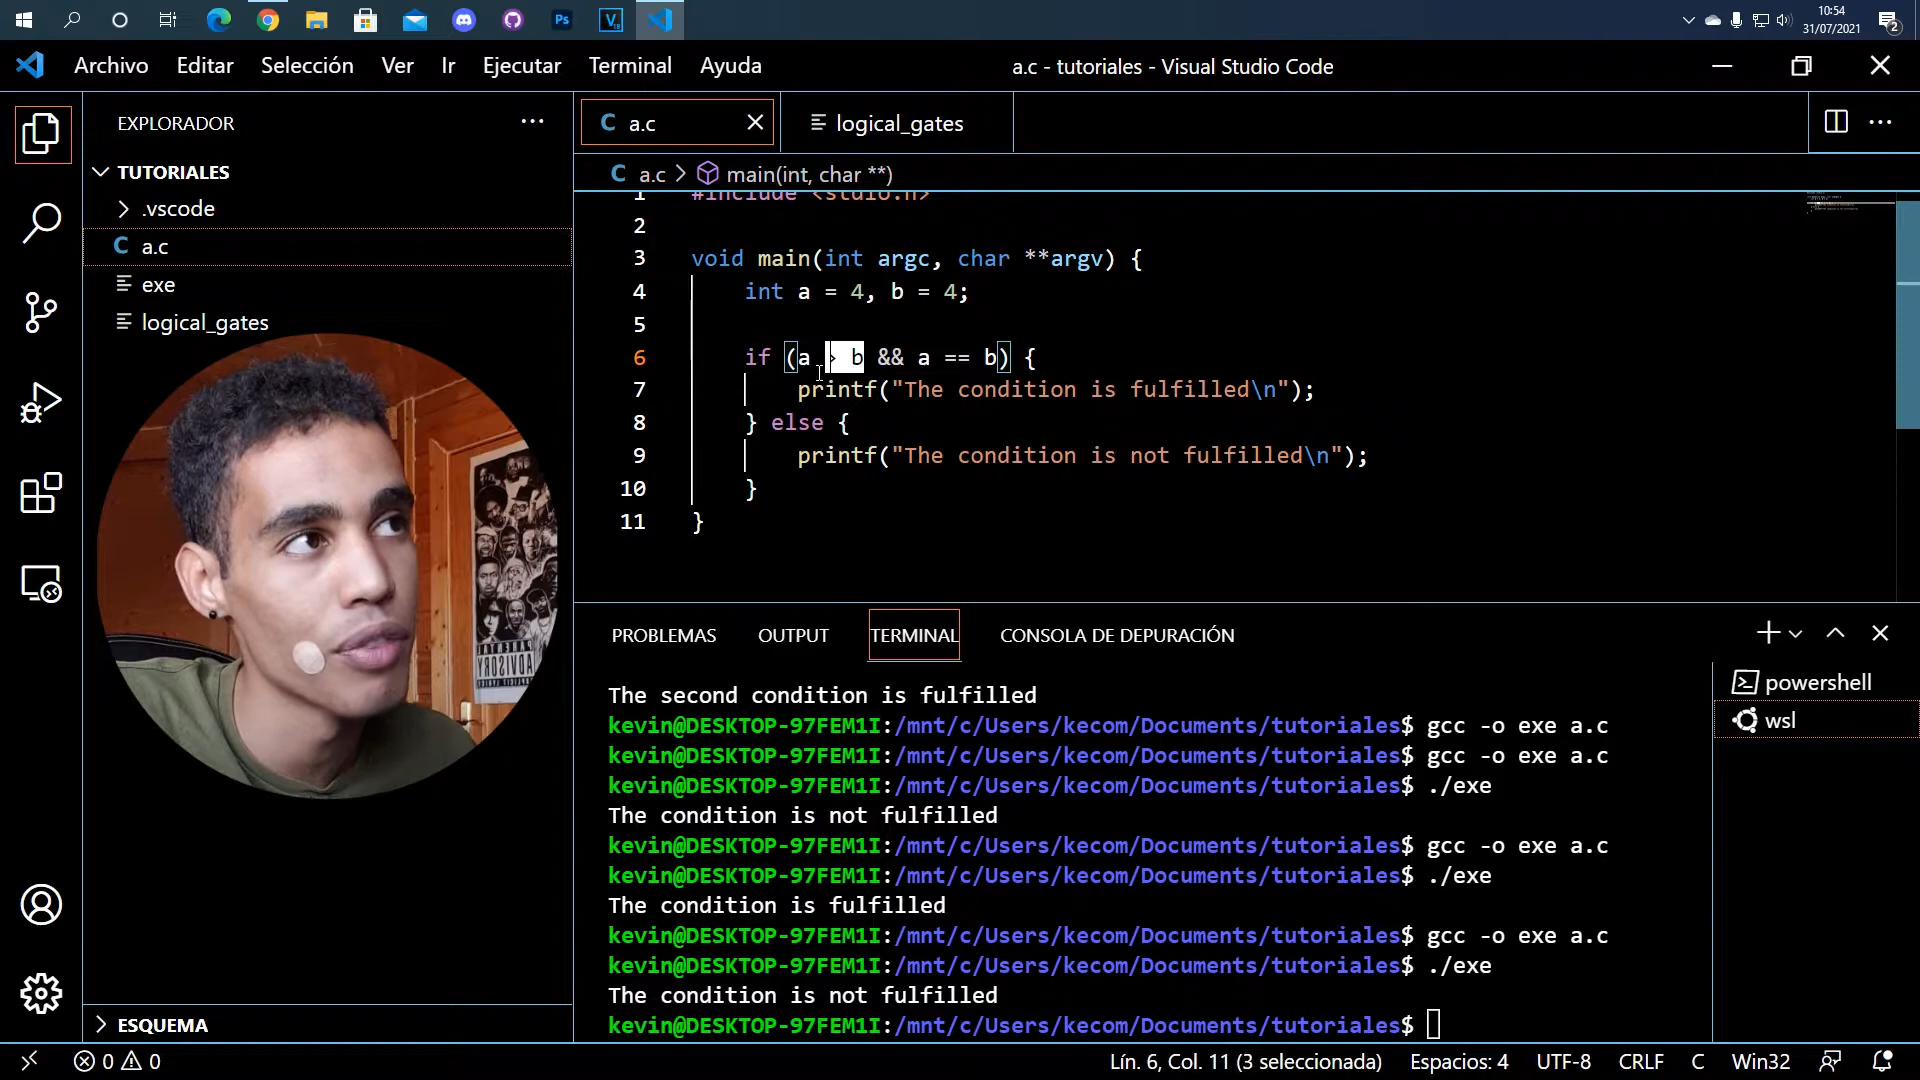 10:54
31/07/2021
2
Ps
Archivo Editar Selección Ver Ir Ejecutar Terminal Ayuda
a.c - tutoriales - Visual Studio Code
EXPLORADOR
TUTORIALES
.vscode
C a.c
exe
logical_gates
ESQUEMA
C a.c
logical_gates
C a.c > main(int, char **)
1 #include <stdio.h>
2
3 void main(int argc, char **argv) {
4 int a = 4, b = 4;
5
6 if (a > b && a == b) {
7 printf("The condition is fulfilled\n");
8 } else {
9 printf("The condition is not fulfilled\n");
10 }
11 }
PARENTAL
ADVISORY
PROBLEMAS OUTPUT TERMINAL CONSOLA DE DEPURACIÓN
powershell
wsl
The second condition is fulfilled
kevin@DESKTOP-97FEM1I:/mnt/c/Users/kecom/Documents/tutoriales$ gcc -o exe a.c
kevin@DESKTOP-97FEM1I:/mnt/c/Users/kecom/Documents/tutoriales$ gcc -o exe a.c
kevin@DESKTOP-97FEM1I:/mnt/c/Users/kecom/Documents/tutoriales$ ./exe
The condition is not fulfilled
kevin@DESKTOP-97FEM1I:/mnt/c/Users/kecom/Documents/tutoriales$ gcc -o exe a.c
kevin@DESKTOP-97FEM1I:/mnt/c/Users/kecom/Documents/tutoriales$ ./exe
The condition is fulfilled
kevin@DESKTOP-97FEM1I:/mnt/c/Users/kecom/Documents/tutoriales$ gcc -o exe a.c
kevin@DESKTOP-97FEM1I:/mnt/c/Users/kecom/Documents/tutoriales$ ./exe
The condition is not fulfilled
kevin@DESKTOP-97FEM1I:/mnt/c/Users/kecom/Documents/tutoriales$
0 0
Lín. 6, Col. 11 (3 seleccionada) Espacios: 4 UTF-8 CRLF C Win32